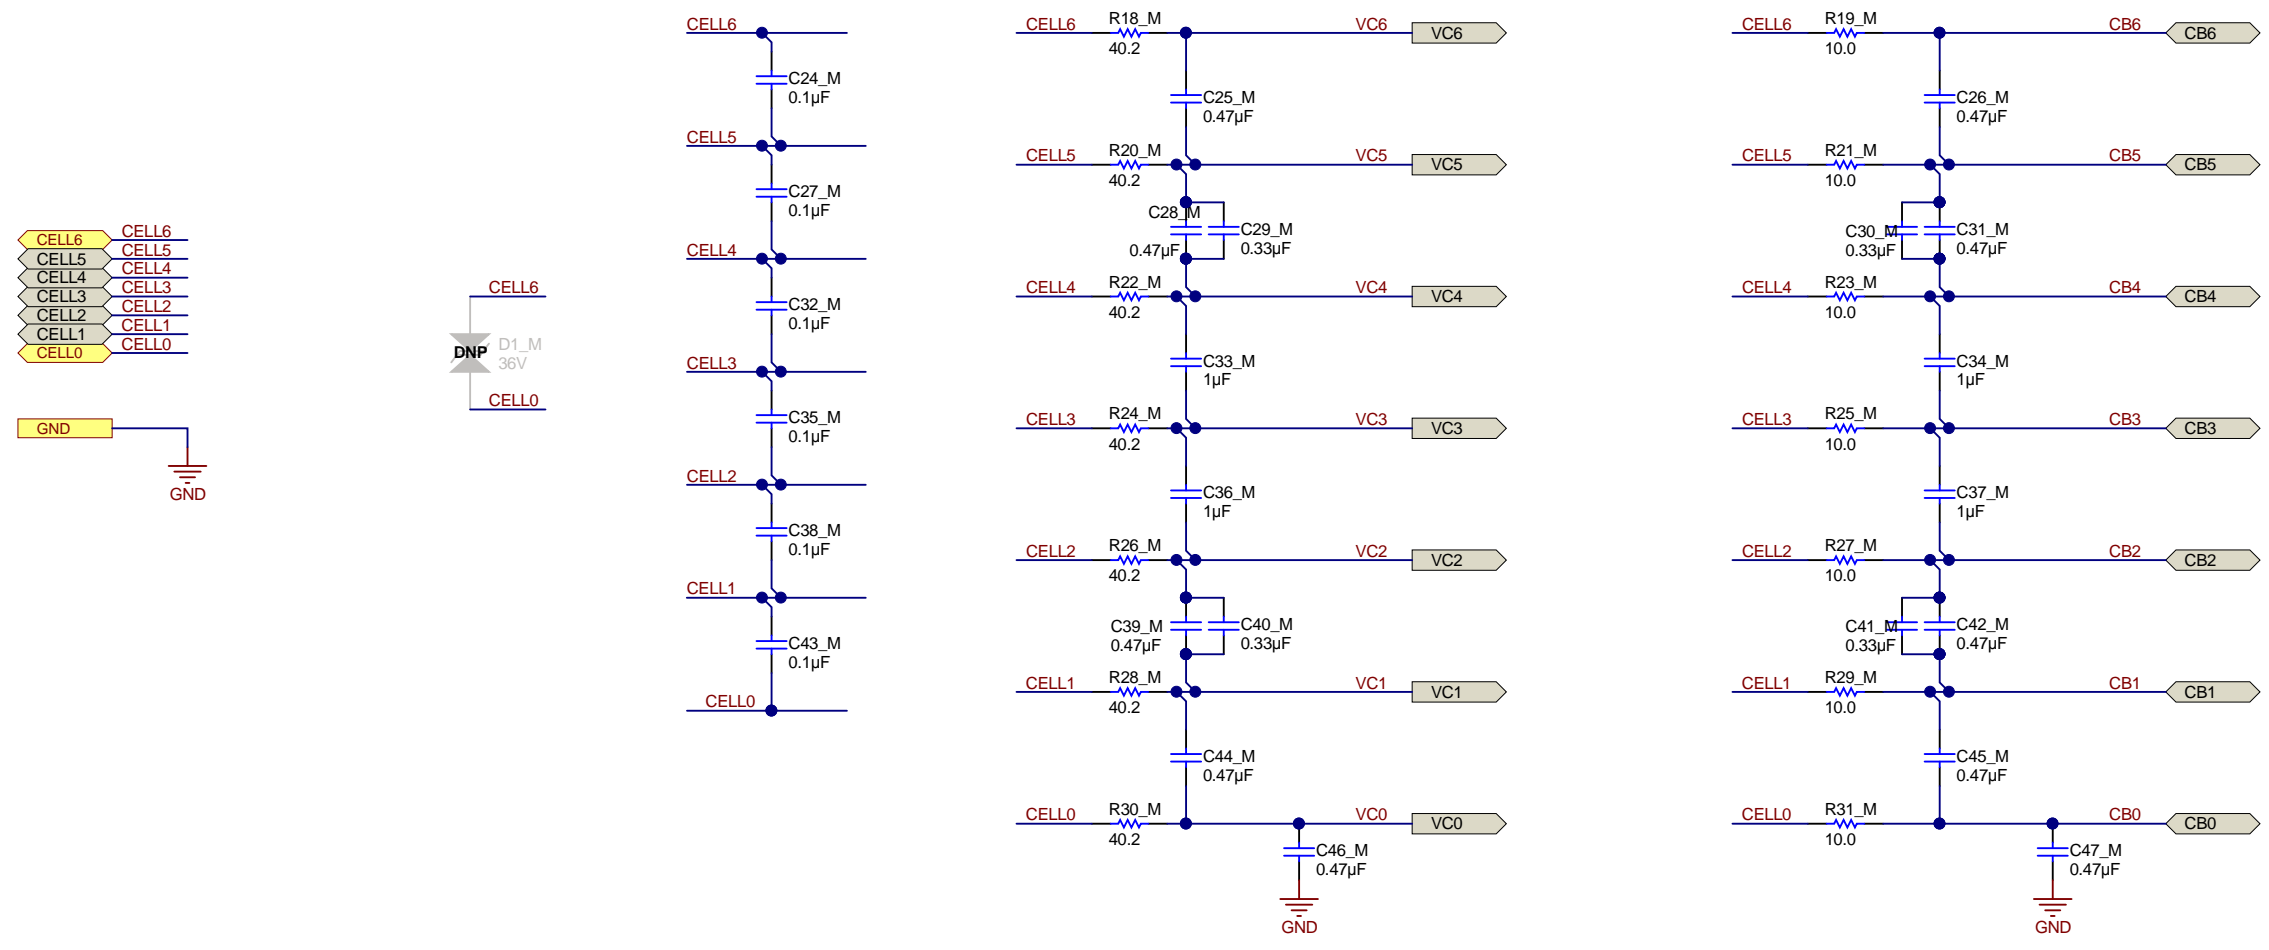 CELL6
CELL5
CELL4
CELL3
CELL2
CELL1
CELL0
CELL6
CELL5
CELL4
CELL3
CELL2
CELL1
CELL0
GND
GND
CELL6
DNP
D1_M
36V
CELL0
CELL6
C24_M
0.1µF
CELL5
C27_M
0.1µF
CELL4
C32_M
0.1µF
CELL3
C35_M
0.1µF
CELL2
C38_M
0.1µF
CELL1
C43_M
0.1µF
CELL0
CELL6
R18_M
40.2
VC6
VC6
C25_M
0.47µF
CELL5
R20_M
40.2
VC5
VC5
C28_M
0.47µF
C29_M
0.33µF
CELL4
R22_M
40.2
VC4
VC4
C33_M
1µF
CELL3
R24_M
40.2
VC3
VC3
C36_M
1µF
CELL2
R26_M
40.2
VC2
VC2
C39_M
0.47µF
C40_M
0.33µF
CELL1
R28_M
40.2
VC1
VC1
C44_M
0.47µF
CELL0
R30_M
40.2
VC0
VC0
C46_M
0.47µF
GND
CELL6
R19_M
10.0
CB6
CB6
C26_M
0.47µF
CELL5
R21_M
10.0
CB5
CB5
C30_M
0.33µF
C31_M
0.47µF
CELL4
R23_M
10.0
CB4
CB4
C34_M
1µF
CELL3
R25_M
10.0
CB3
CB3
C37_M
1µF
CELL2
R27_M
10.0
CB2
CB2
C41_M
0.33µF
C42_M
0.47µF
CELL1
R29_M
10.0
CB1
CB1
C45_M
0.47µF
CELL0
R31_M
10.0
CB0
CB0
C47_M
0.47µF
GND